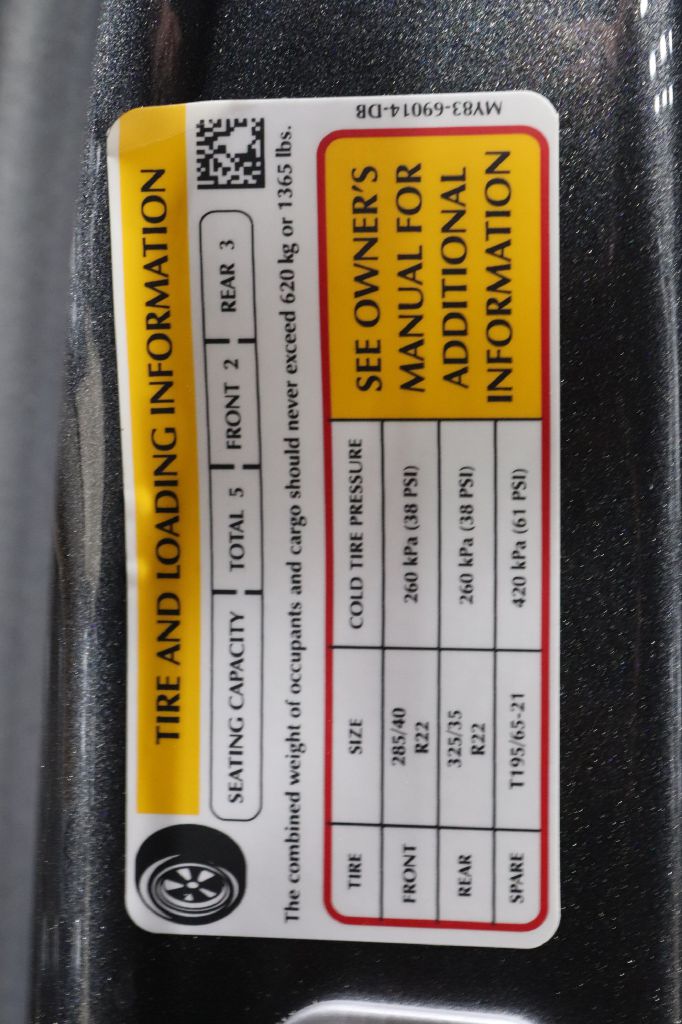 TIRE AND LOADING INFORMATION
SEATING CAPACITY TOTAL 5 FRONT 2 REAR 3
The combined weight of occupants and cargo should never exceed 620 kg or 1365 lbs.
TIRE SIZE COLD TIRE PRESSURE
FRONT 285/40 R22 260 kPa (38 PSI)
REAR 325/35 R22 260 kPa (38 PSI)
SPARE T195/65-21 420 kPa (61 PSI)
SEE OWNER'S
MANUAL FOR
ADDITIONAL
INFORMATION
MY83-69014-DB